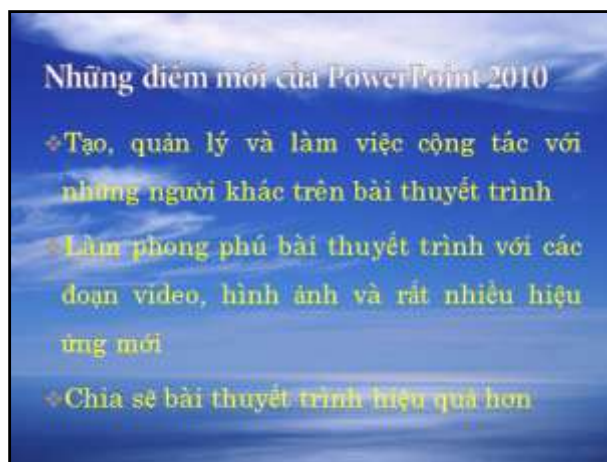 Những điểm mới của PowerPoint 2010
Tạo, quản lý và làm việc cộng tác với
những người khác trên bài thuyết trình
Làm phong phú bài thuyết trình với các
đoạn video, hình ảnh và rất nhiều hiệu
ứng mới
Chia sẽ bài thuyết trình hiệu quả hơn